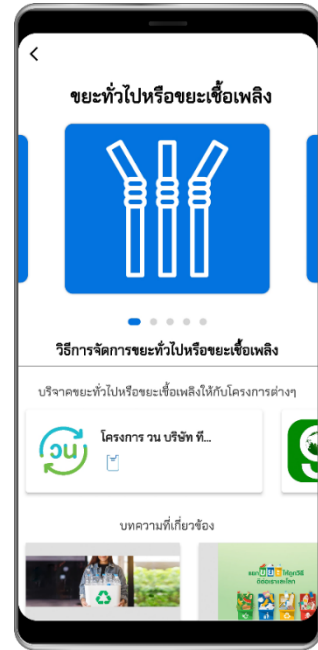 ขยะทั่วไปหรือขยะเชื้อเพลิง
วิธีการจัดการขยะทั่วไปหรือขยะเชื้อเพลิง
บริจาคขยะทั่วไปหรือขยะเชื้อเพลิงให้กับโครงการต่างๆ
วน
โครงการ วน บริษัท ที...
บทความที่เกี่ยวข้อง